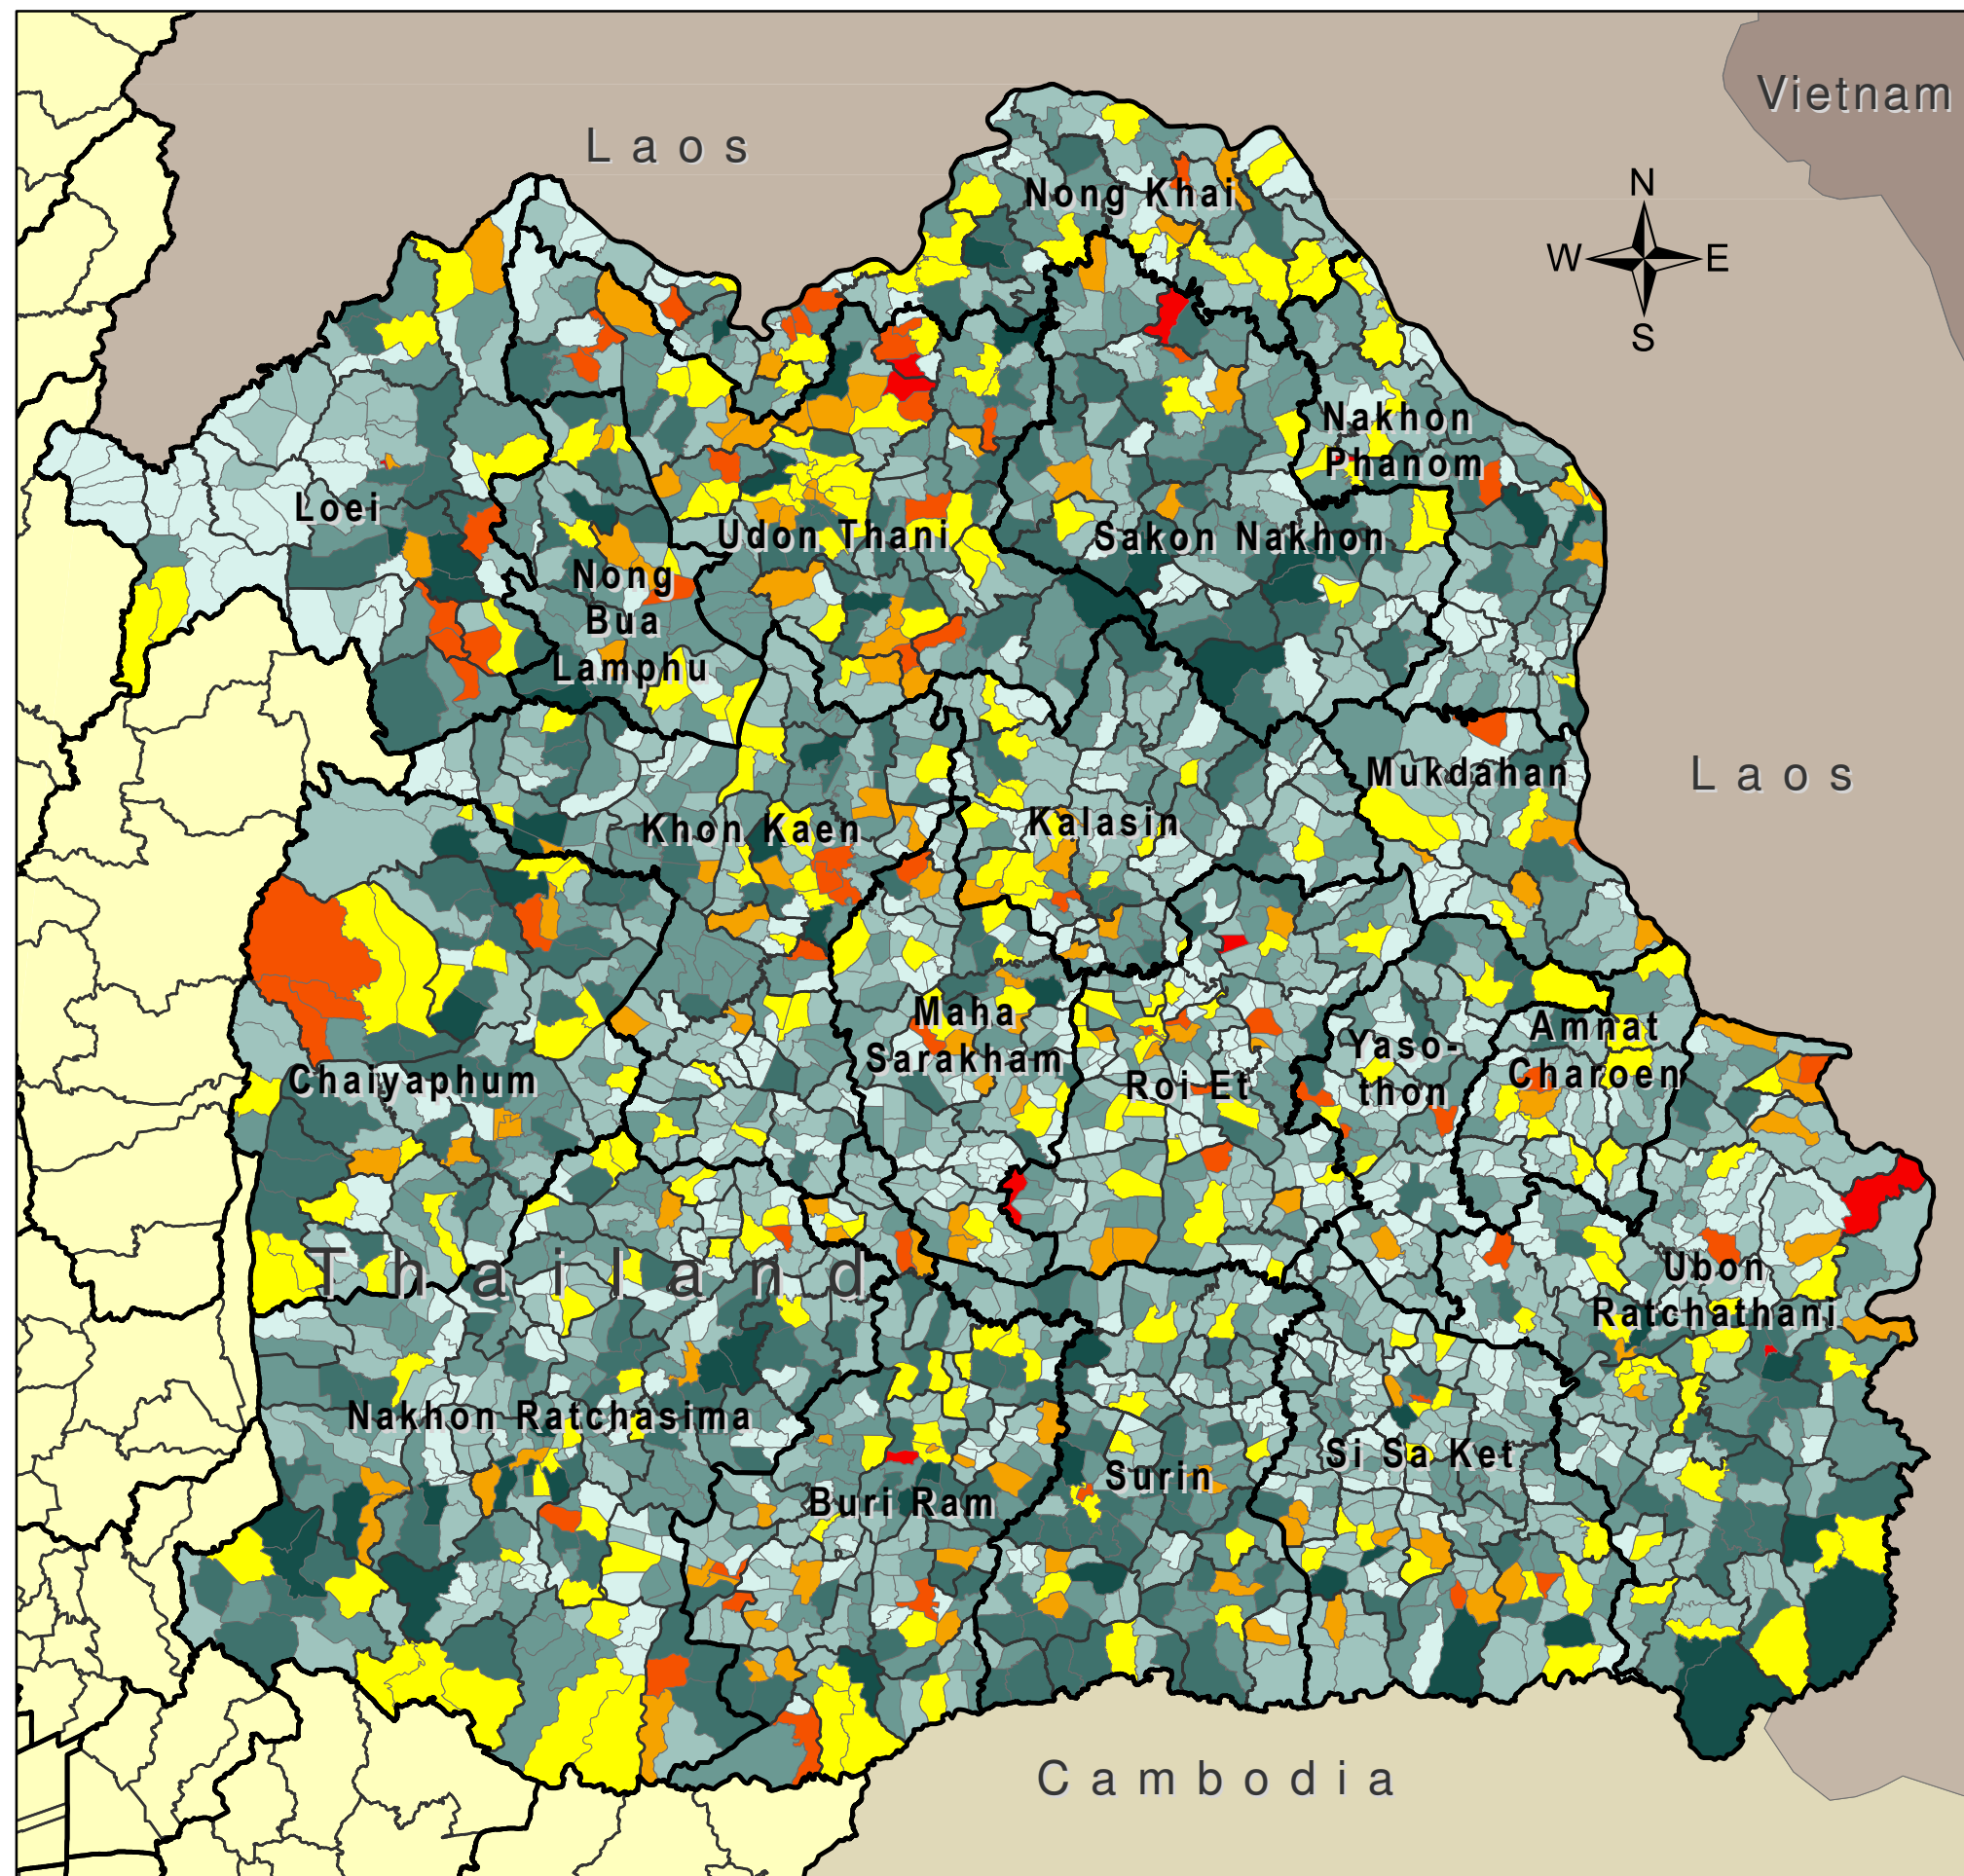 Vietnam
Laos
N
Nong Khai
W
E
S
Nakhon
Phanom
Loei
Udon Thani
Sakon Nakhon
Nong
Bua
Lamphu
Mukdahan
Laos
Khon Kaen
Kalasin
Maha
Sarakham
Amnat
Charoen
Yaso-
thon
Chaiyaphum
Roi Et
Thailand
Ubon
Ratchathani
Nakhon Ratchasima
Si Sa Ket
Surin
Buri Ram
Cambodia